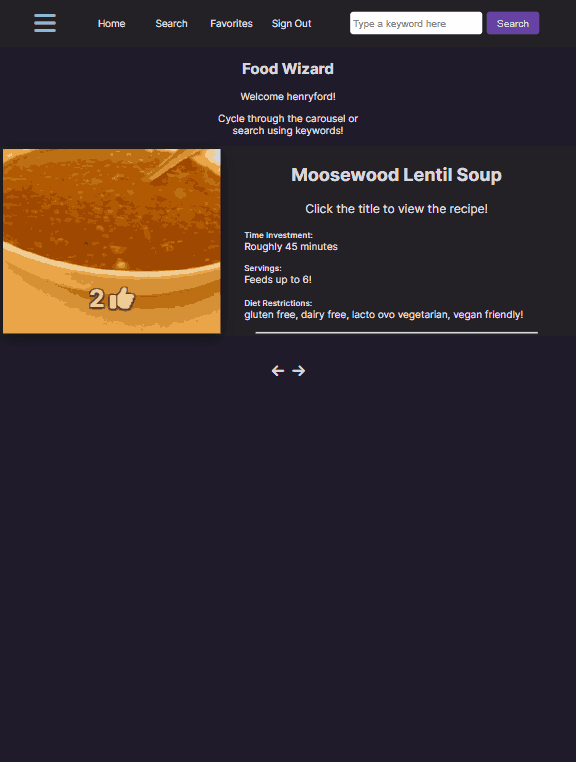 Home Search Favorites Sign Out Type a keyword here Search
Food Wizard
Welcome henryford!
Cycle through the carousel or
search using keywords!
2
Moosewood Lentil Soup
Click the title to view the recipe!
Time Investment:
Roughly 45 minutes
Servings:
Feeds up to 6!
Diet Restrictions:
gluten free, dairy free, lacto ovo vegetarian, vegan friendly!